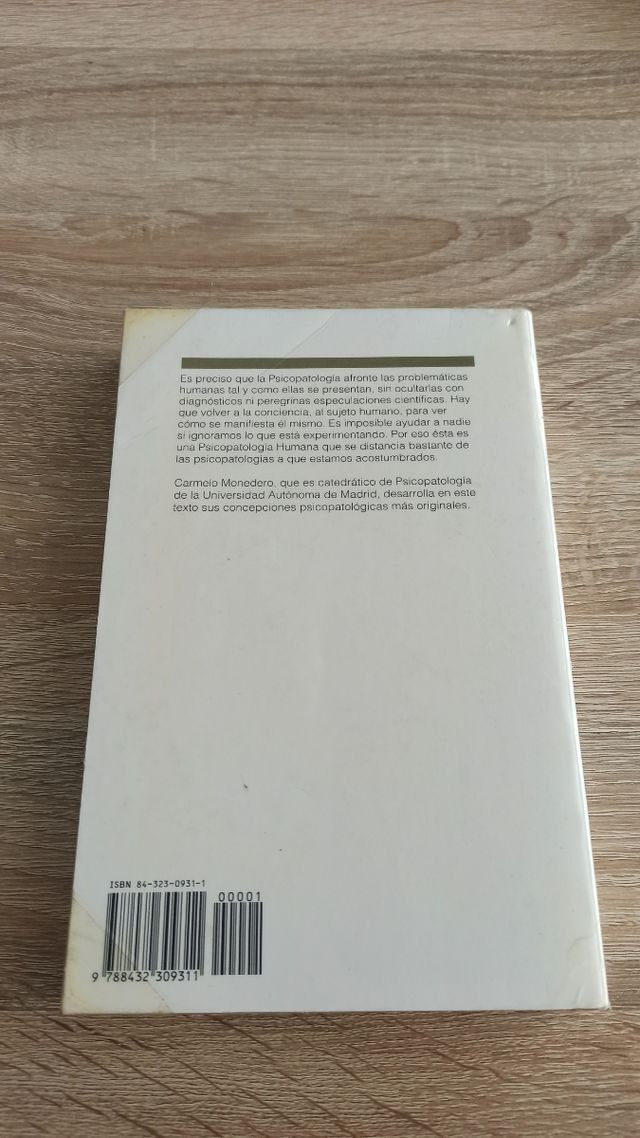 Es preciso que la Psicopatología afronte las problemáticas
humanas tal y como ellas se presentan, sin ocultarlas con
diagnósticos ni peregrinas especulaciones científicas. Hay
que volver a la conciencia, al sujeto humano, para ver
cómo se manifiesta él mismo. Es imposible ayudar a nadie
si ignoramos lo que está experimentando. Por eso ésta es
una Psicopatología Humana que se distancia bastante de
las psicopatologías a que estamos acostumbrados.
Carmelo Monedero, que es catedrático de Psicopatología
de la Universidad Autónoma de Madrid, desarrolla en este
texto sus concepciones psicopatológicas más originales.
ISBN 84-323-0931-1
00001
9 788432 309311